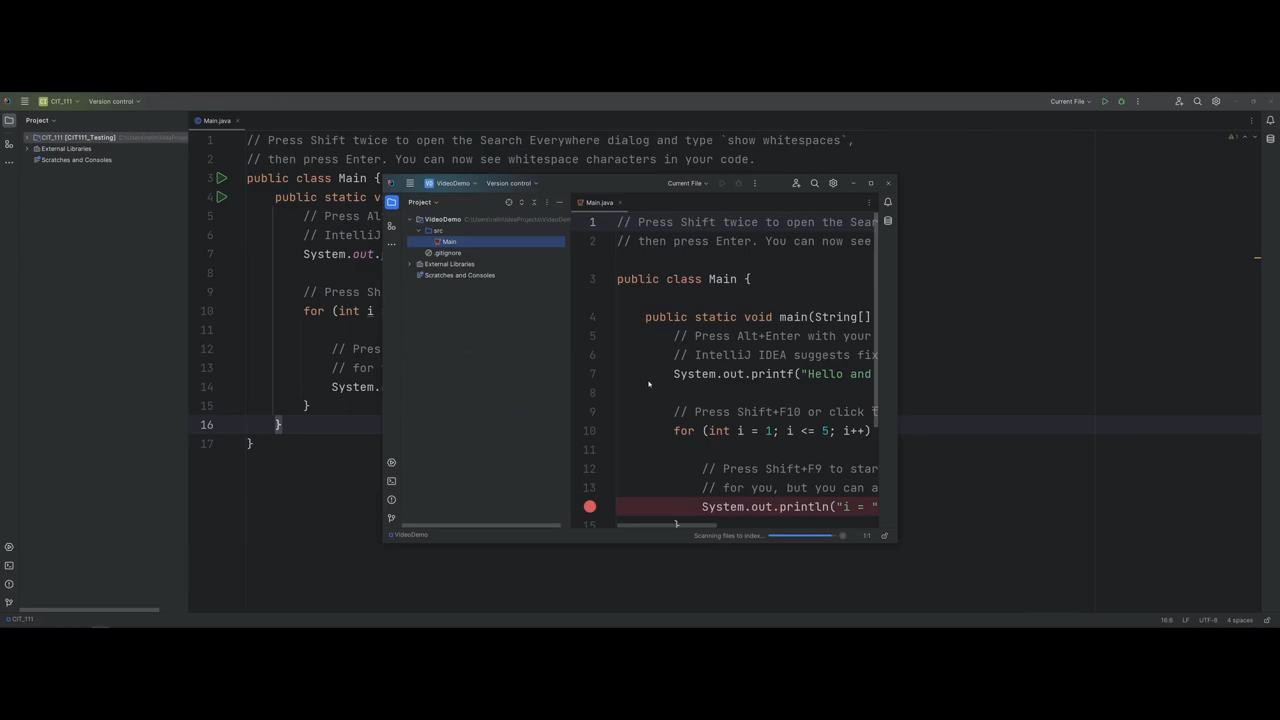 CIT_111
Version control
Current File
Project
CIT_111 [CIT111_Testing]
External Libraries
Scratches and Consoles
Main.java
1 // Press Shift twice to open the Search Everywhere dialog and type `show whitespaces`,
2 // then press Enter. You can now see whitespace characters in your code.
3 public class Main {
4 public static v
5 // Press Al
6 // IntelliJ
7 System.out.
8
9 // Press Sh
10 for (int i
11
12 // Pres
13 // for
14 System.
15 }
16 }
17 }
1
VD VideoDemo
Version control
Current File
Project
VideoDemo
src
Main
.gitignore
External Libraries
Scratches and Consoles
Main.java
1 // Press Shift twice to open the Sear
2 // then press Enter. You can now see
3 public class Main {
4 public static void main(String[]
5 // Press Alt+Enter with your
6 // IntelliJ IDEA suggests fix
7 System.out.printf("Hello and
8
9 // Press Shift+F10 or click t
10 for (int i = 1; i <= 5; i++)
11
12 // Press Shift+F9 to star
13 // for you, but you can a
System.out.println("i = "
15 }
VideoDemo
Scanning files to index...
1:1
CIT_111
16:6 LF UTF-8 4 spaces